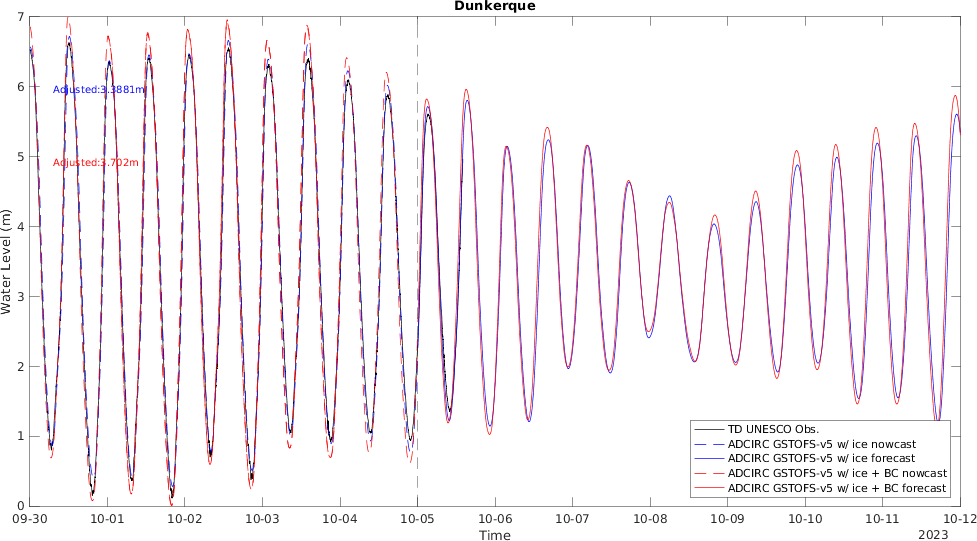 Dunkerque
7
6
5
4
3
2
1
0
Water Level (m)
Adjusted:3.3881m
Adjusted:3.702m
TD UNESCO Obs.
ADCIRC GSTOFS-v5 w/ ice nowcast
ADCIRC GSTOFS-v5 w/ ice forecast
ADCIRC GSTOFS-v5 w/ ice + BC nowcast
ADCIRC GSTOFS-v5 w/ ice + BC forecast
09-30 10-01 10-02 10-03 10-04 10-05 10-06 10-07 10-08 10-09 10-10 10-11 10-12
Time
2023